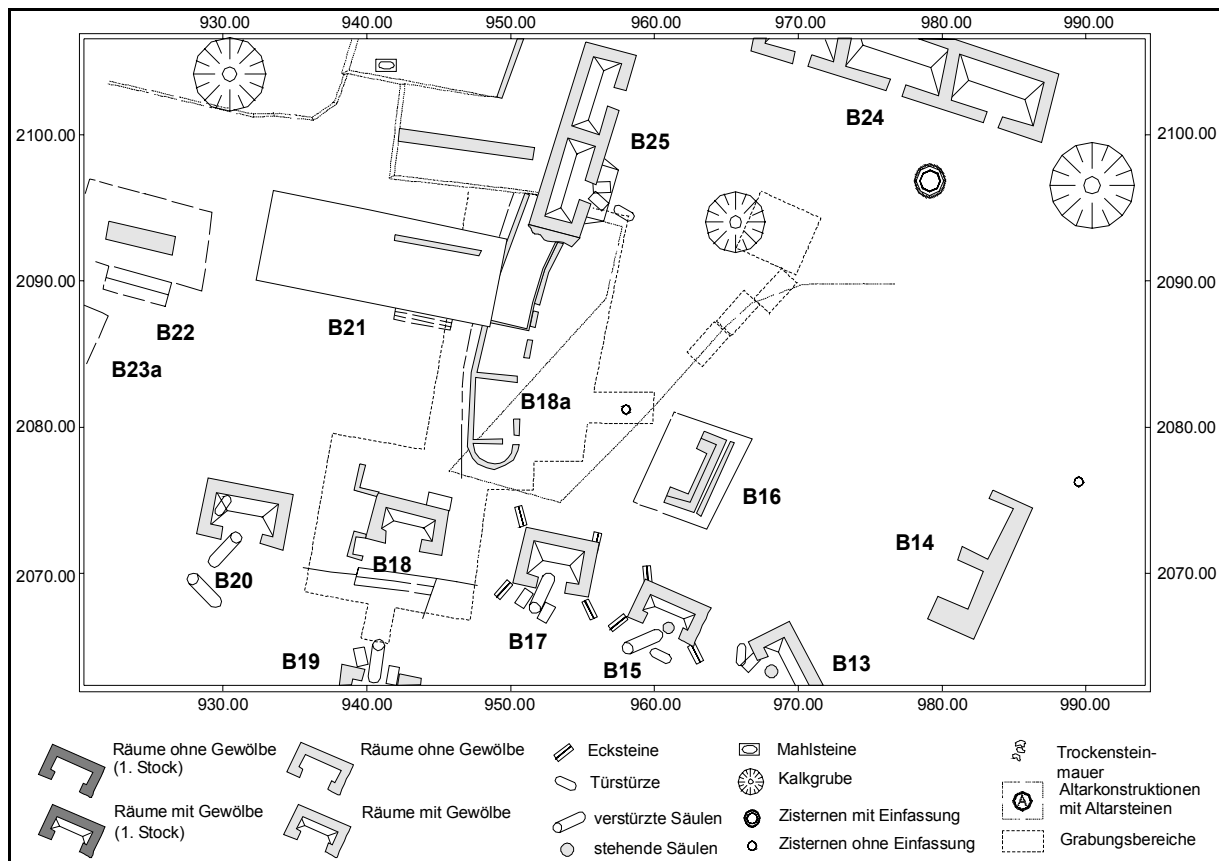 930.00 940.00 950.00 960.00 970.00 980.00 990.00
2100.00 2100.00
2090.00 2090.00
2080.00 2080.00
2070.00 2070.00
B24
B25
B22
B21
B23a
B18a
B16
B14
B20
B18
B17
B15
B13
B19
930.00 940.00 950.00 960.00 970.00 980.00 990.00
Räume ohne Gewölbe
(1. Stock)
Räume mit Gewölbe
(1. Stock)
Räume ohne Gewölbe
Räume mit Gewölbe
Ecksteine
Türstürze
verstürzte Säulen
stehende Säulen
Mahlsteine
Kalkgrube
Zisternen mit Einfassung
Zisternen ohne Einfassung
Trockenstein-
mauer
A
Altarkonstruktionen
mit Altarsteinen
Grabungsbereiche